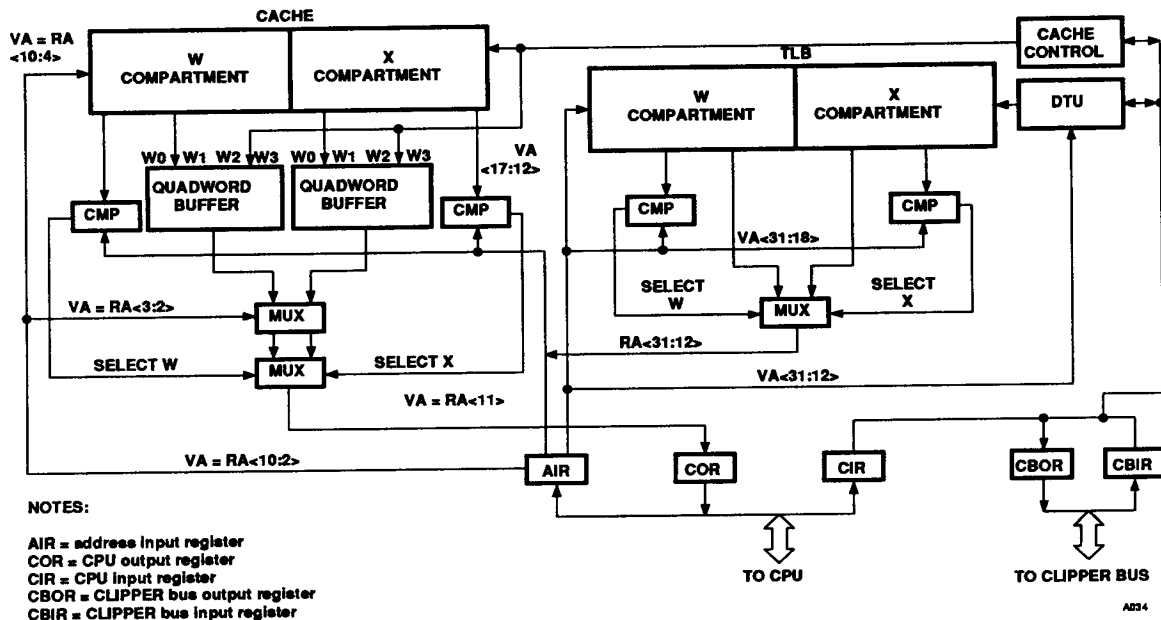 CACHE
VA = RA
<10:4>
W
COMPARTMENT
X
COMPARTMENT
TLB
CACHE
CONTROL
W
COMPARTMENT
X
COMPARTMENT
DTU
W0 W1 W2 W3
W0 W1 W2 W3
VA
<17:12>
QUADWORD
BUFFER
QUADWORD
BUFFER
CMP
CMP
CMP
CMP
VA<31:18>
VA = RA<3:2>
MUX
SELECT
W
MUX
SELECT
X
SELECT W
MUX
SELECT X
RA<31:12>
VA<31:12>
VA = RA<11>
VA = RA<10:2>
AIR
COR
CIR
CBOR
CBIR
NOTES:
AIR = address input register
COR = CPU output register
CIR = CPU input register
CBOR = CLIPPER bus output register
CBIR = CLIPPER bus input register
TO CPU
TO CLIPPER BUS
A034